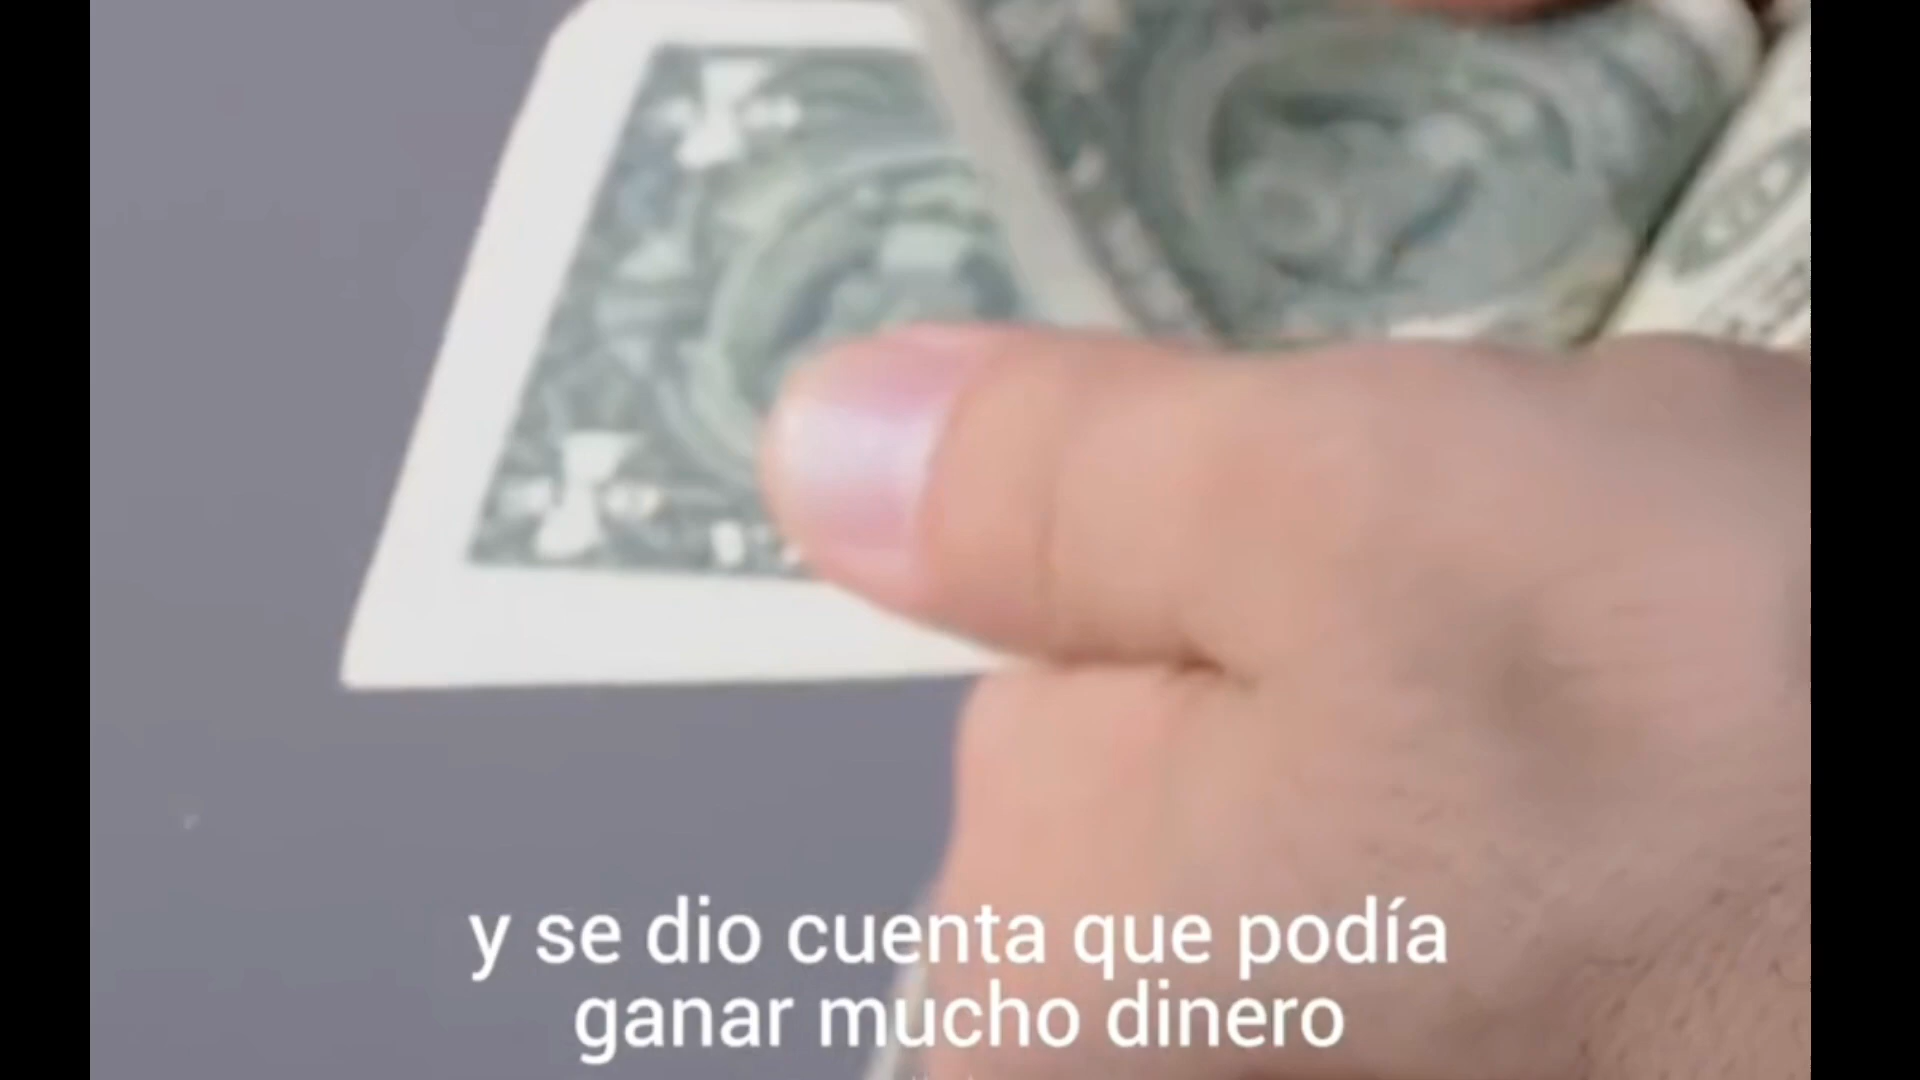 y se dio cuenta que podía
ganar mucho dinero